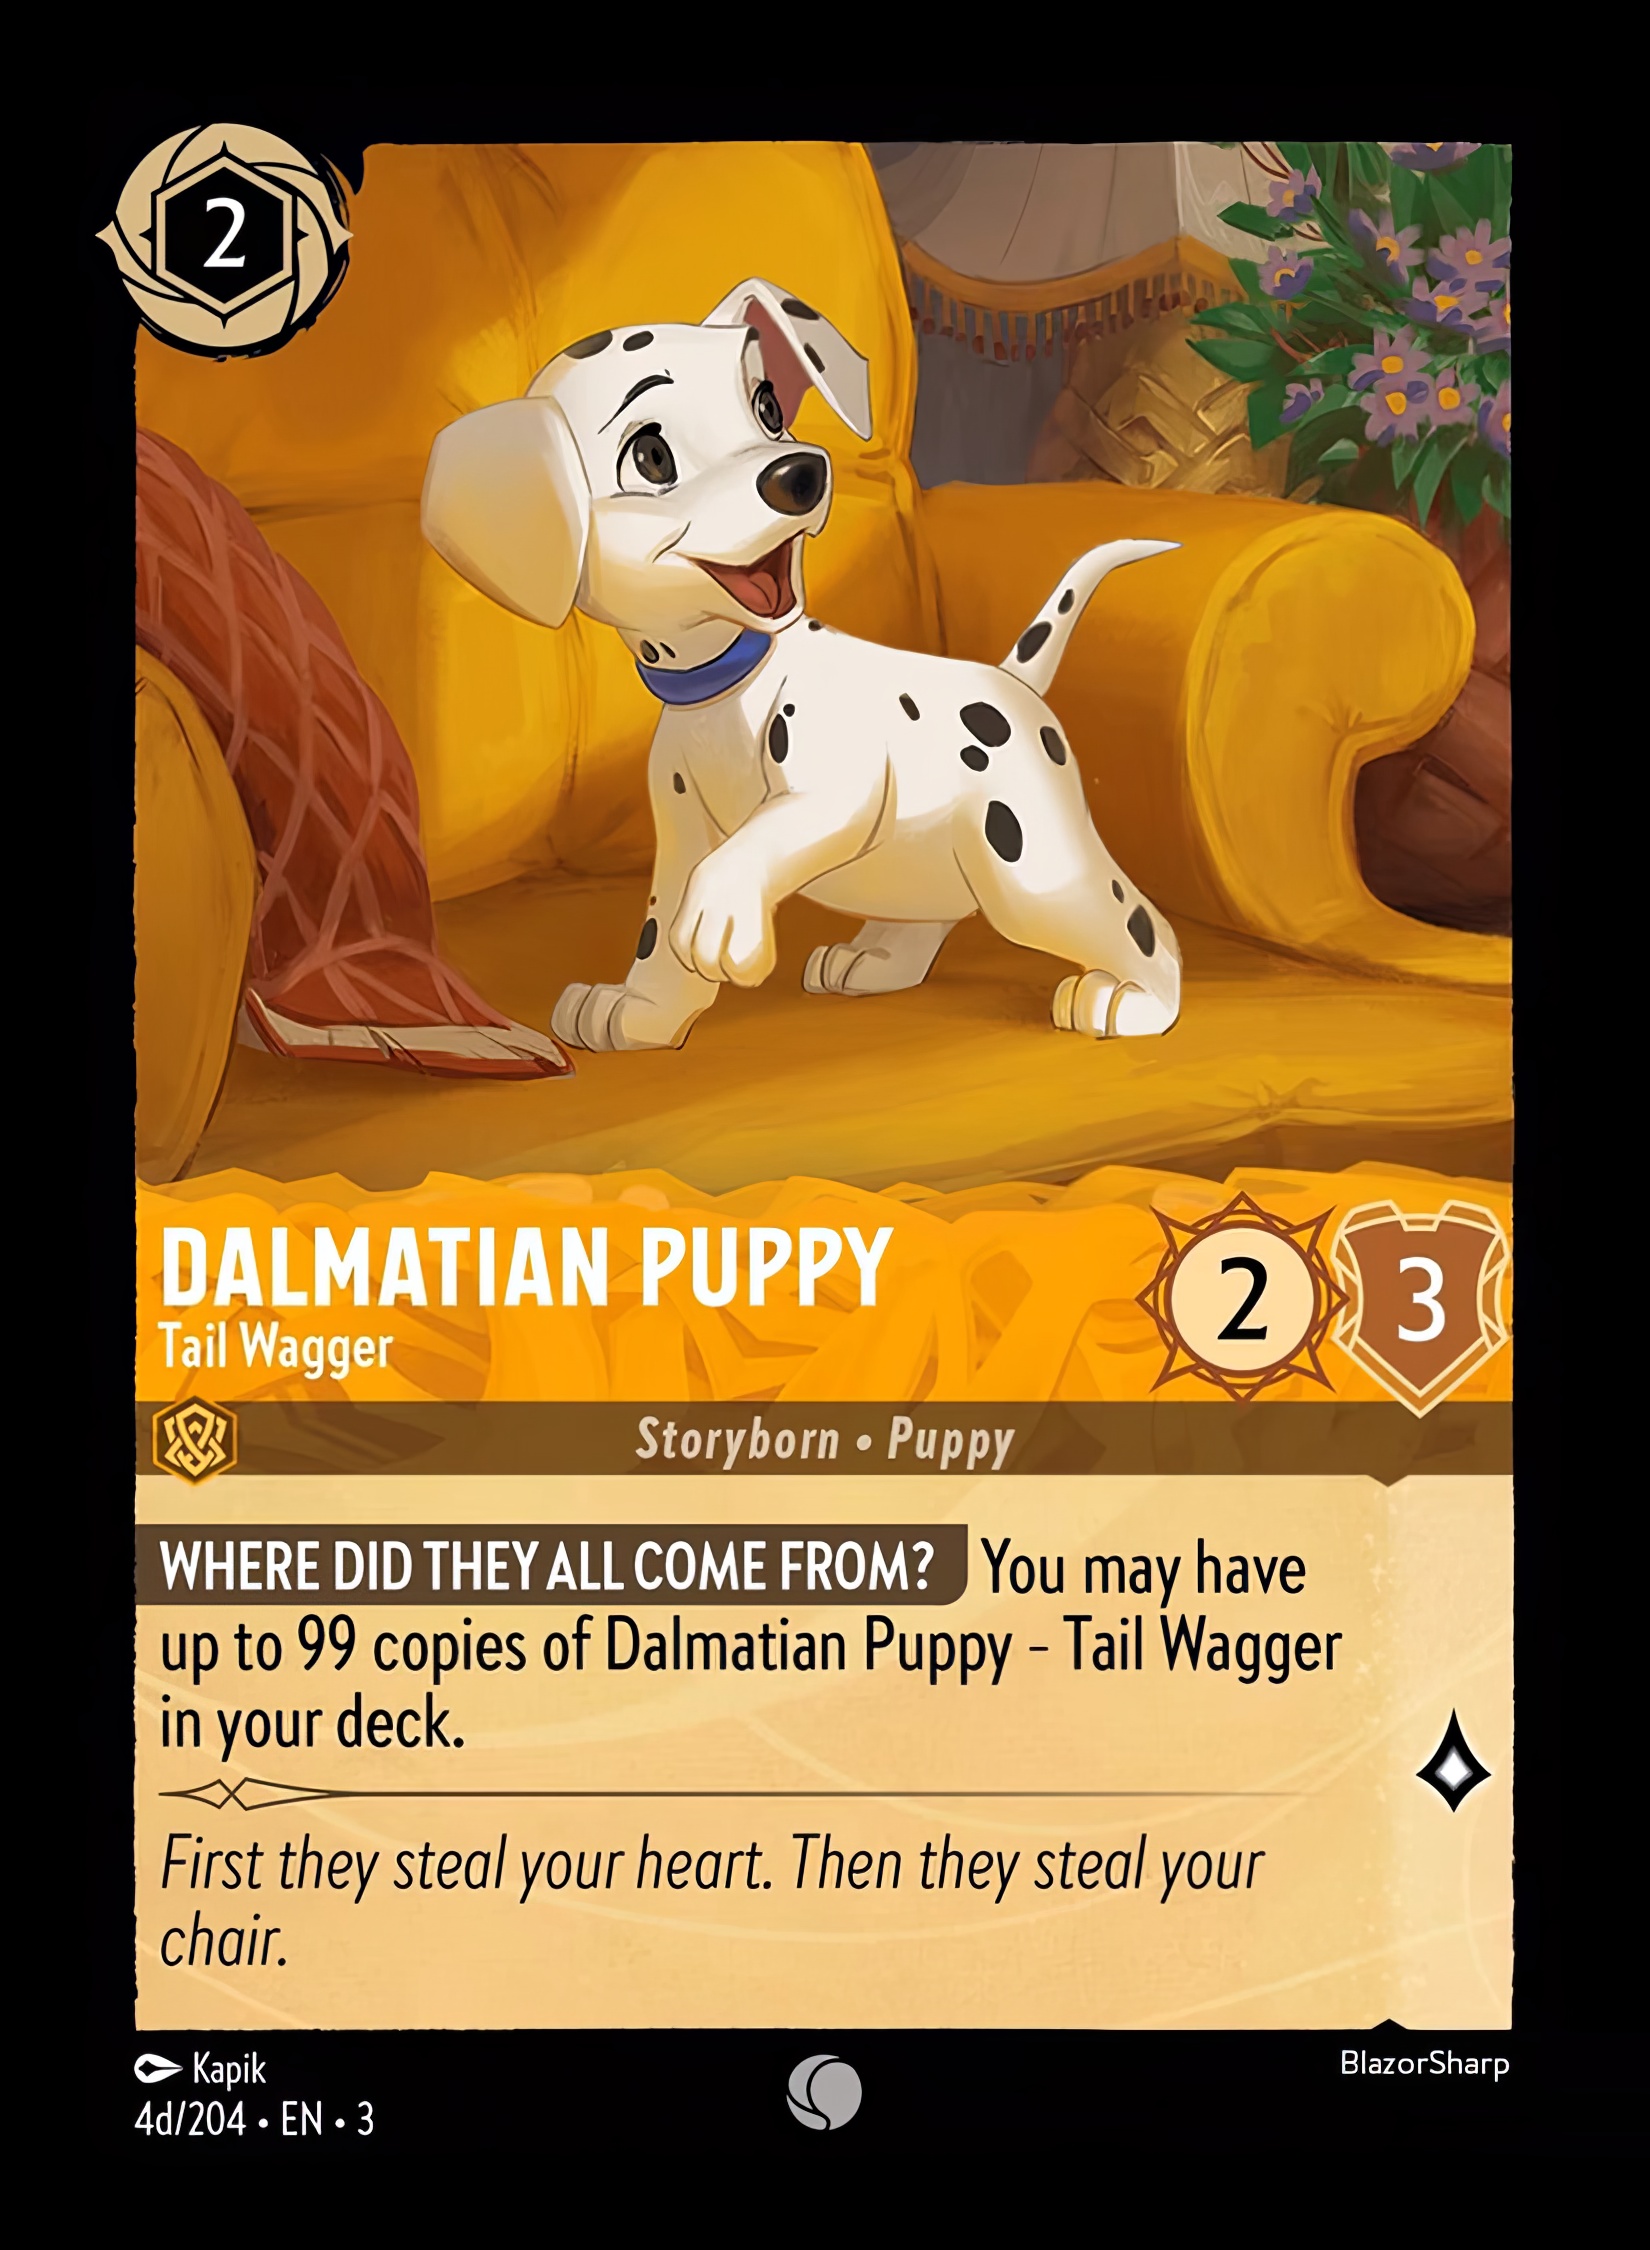 2
DALMATIAN PUPPY
Tail Wagger
2
3
Storyborn • Puppy
WHERE DID THEY ALL COME FROM? You may have
up to 99 copies of Dalmatian Puppy – Tail Wagger
in your deck.
First they steal your heart. Then they steal your
chair.
Kapik
BlazorSharp
4d/204 • EN • 3